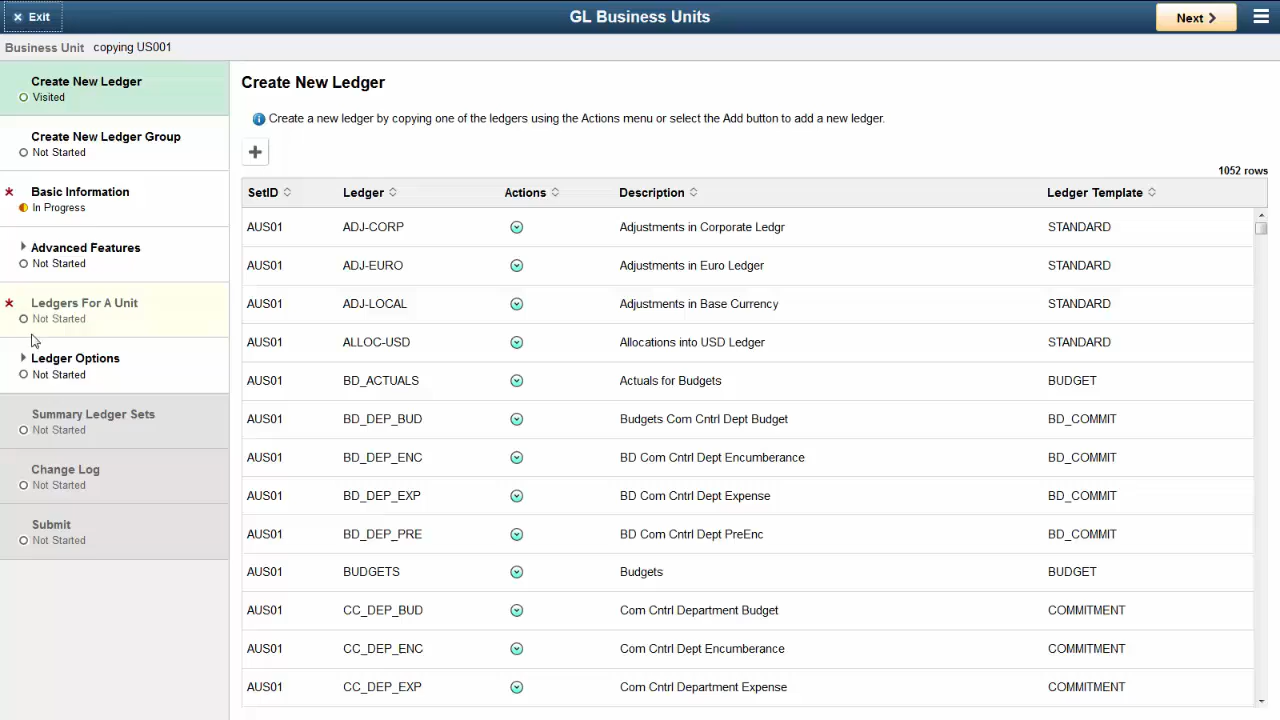 × Exit
GL Business Units
Next
Business Unit copying US001
Create New Ledger
Visited
Create New Ledger Group
Not Started
* Basic Information
In Progress
Advanced Features
Not Started
* Ledgers For A Unit
Not Started
Ledger Options
Not Started
Summary Ledger Sets
Not Started
Change Log
Not Started
Submit
Not Started
Create New Ledger
Create a new ledger by copying one of the ledgers using the Actions menu or select the Add button to add a new ledger.
+
1052 rows
SetID Ledger Actions Description Ledger Template
AUS01 ADJ-CORP Adjustments in Corporate Ledgr STANDARD
AUS01 ADJ-EURO Adjustments in Euro Ledger STANDARD
AUS01 ADJ-LOCAL Adjustments in Base Currency STANDARD
AUS01 ALLOC-USD Allocations into USD Ledger STANDARD
AUS01 BD_ACTUALS Actuals for Budgets BUDGET
AUS01 BD_DEP_BUD Budgets Com Cntrl Dept Budget BD_COMMIT
AUS01 BD_DEP_ENC BD Com Cntrl Dept Encumberance BD_COMMIT
AUS01 BD_DEP_EXP BD Com Cntrl Dept Expense BD_COMMIT
AUS01 BD_DEP_PRE BD Com Cntrl Dept PreEnc BD_COMMIT
AUS01 BUDGETS Budgets BUDGET
AUS01 CC_DEP_BUD Com Cntrl Department Budget COMMITMENT
AUS01 CC_DEP_ENC Com Cntrl Dept Encumberance COMMITMENT
AUS01 CC_DEP_EXP Com Cntrl Department Expense COMMITMENT